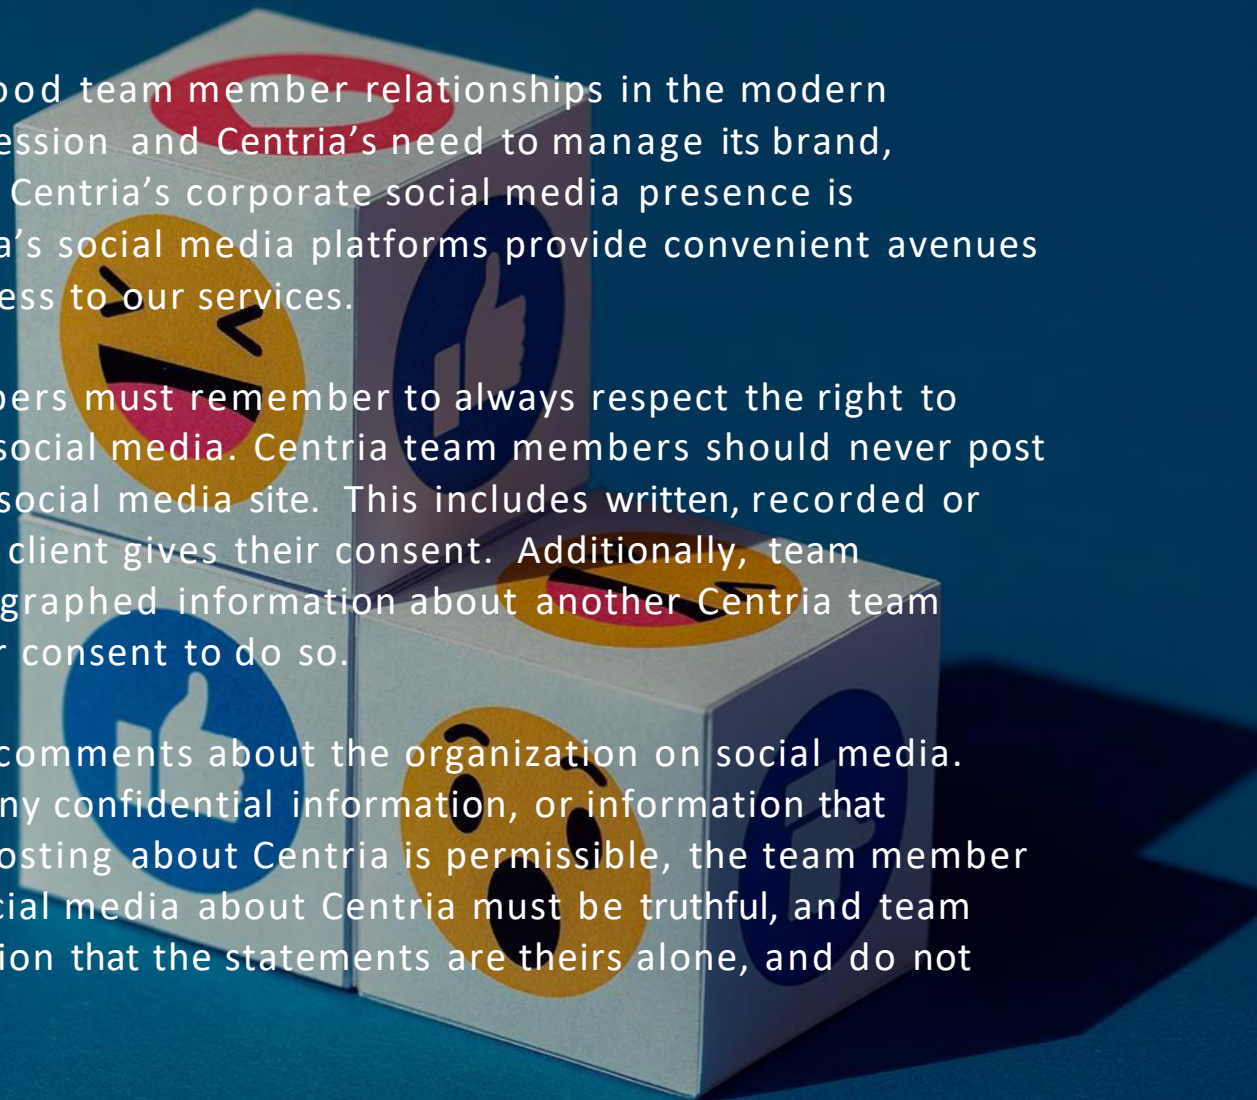 ood team member relationships in the modern
ession and Centria’s need to manage its brand,
Centria’s corporate social media presence is
a’s social media platforms provide convenient avenues
ess to our services.
bers must remember to always respect the right to
social media. Centria team members should never post
social media site. This includes written, recorded or
client gives their consent. Additionally, team
graphed information about another Centria team
r consent to do so.
comments about the organization on social media.
ny confidential information, or information that
osting about Centria is permissible, the team member
cial media about Centria must be truthful, and team
ion that the statements are theirs alone, and do not